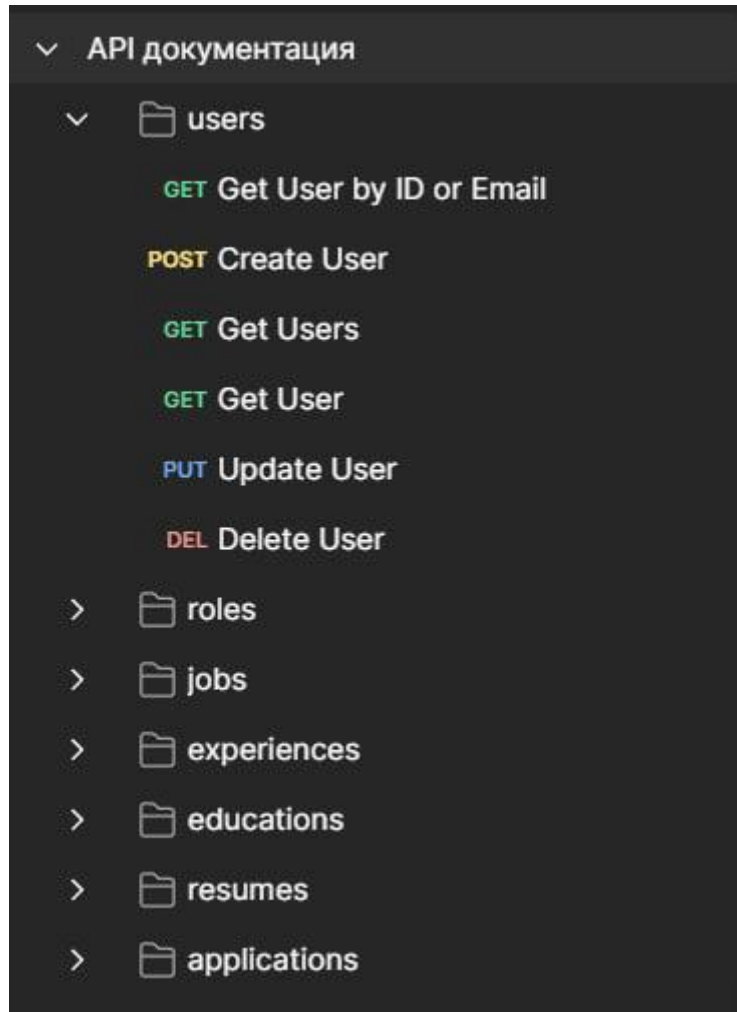 API документация
users
GET Get User by ID or Email
POST Create User
GET Get Users
GET Get User
PUT Update User
DEL Delete User
roles
jobs
experiences
educations
resumes
applications